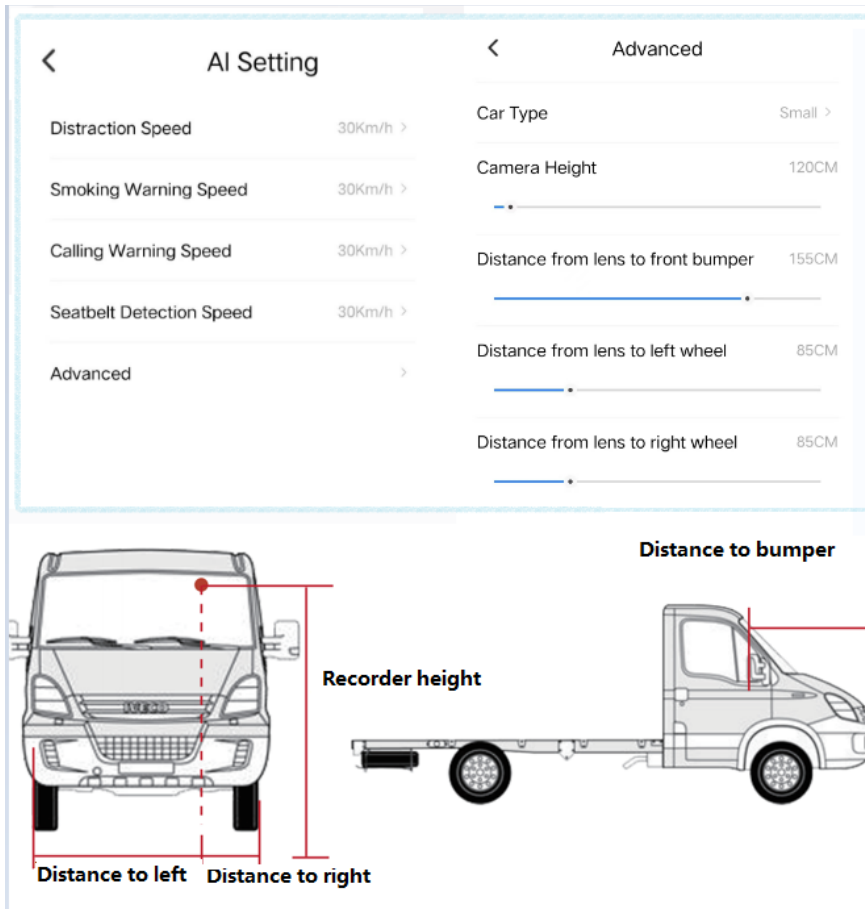 AI Setting
Distraction Speed 30Km/h
Smoking Warning Speed 30Km/h
Calling Warning Speed 30Km/h
Seatbelt Detection Speed 30Km/h
Advanced
Advanced
Car Type Small
Camera Height 120CM
Distance from lens to front bumper 155CM
Distance from lens to left wheel 85CM
Distance from lens to right wheel 85CM
Distance to bumper
Recorder height
IVECO
Distance to left Distance to right